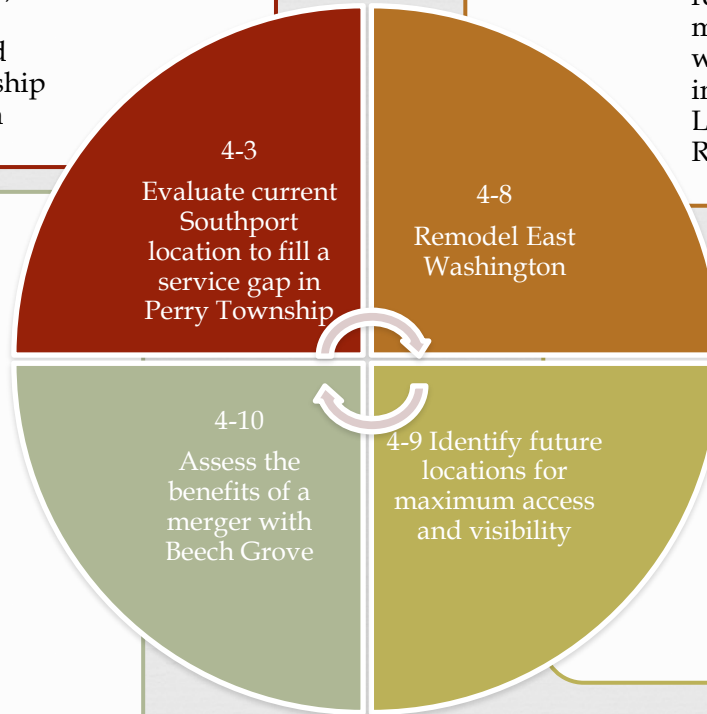 ship
4-3
Evaluate current
Southport
location to fill a
service gap in
Perry Township
4-8
Remodel East
Washington
4-10
Assess the
benefits of a
merger with
Beech Grove
4-9 Identify future
locations for
maximum access
and visibility